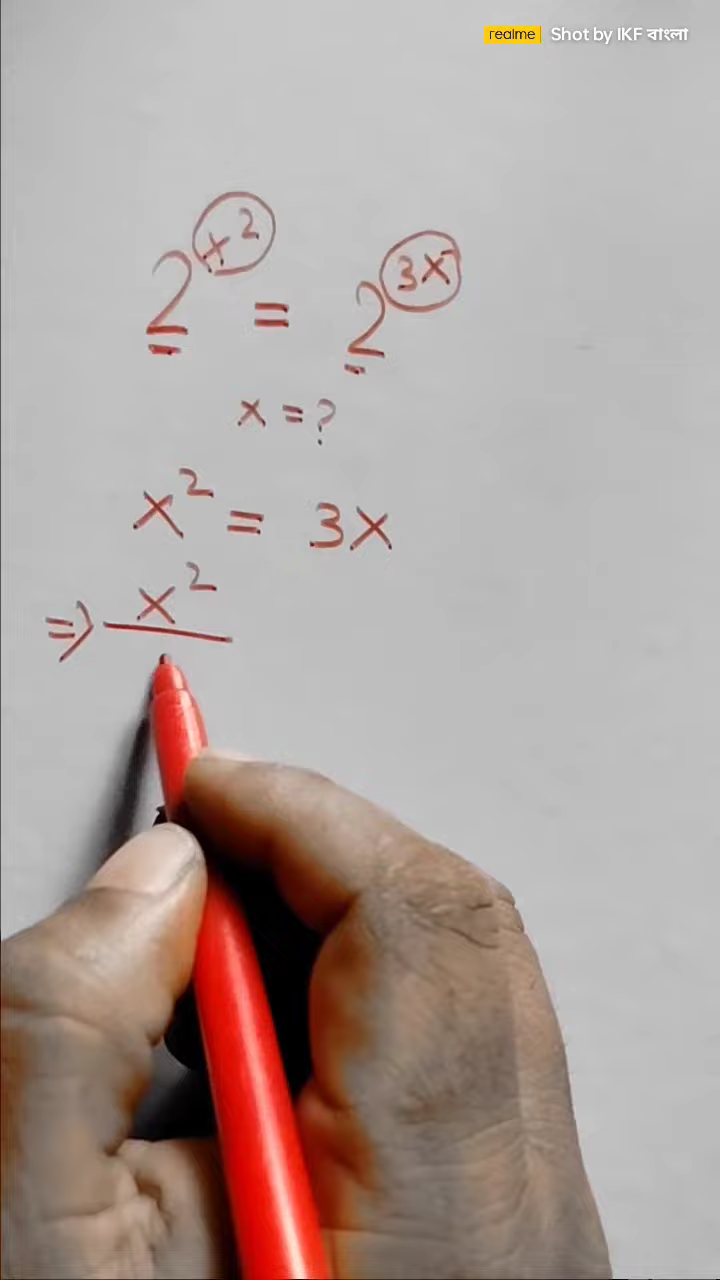 realme Shot by IKF বাংলা
2^{x^2} = 2^{3x}
x = ?
x^2 = 3x
⇒ x^2